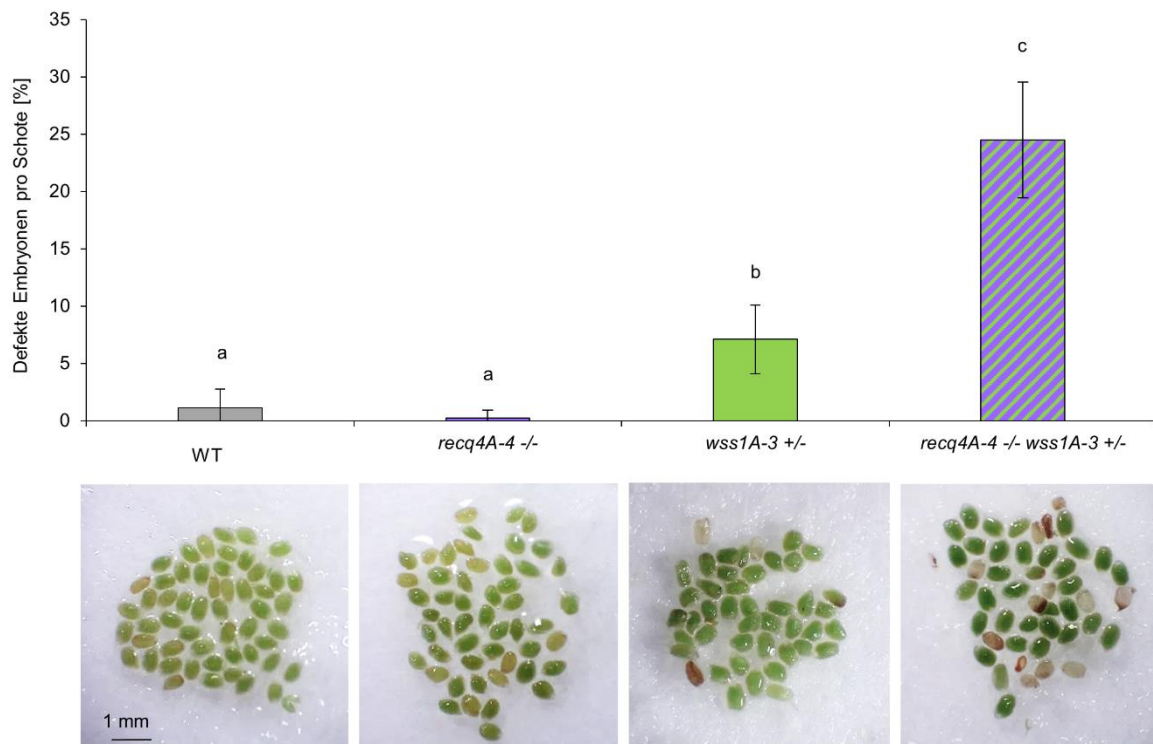 Defekte Embryonen pro Schote [%]
35
30
25
20
15
10
5
0
a
a
b
c
WT
recq4A-4 -/-
wss1A-3 +/-
recq4A-4 -/- wss1A-3 +/-
1 mm